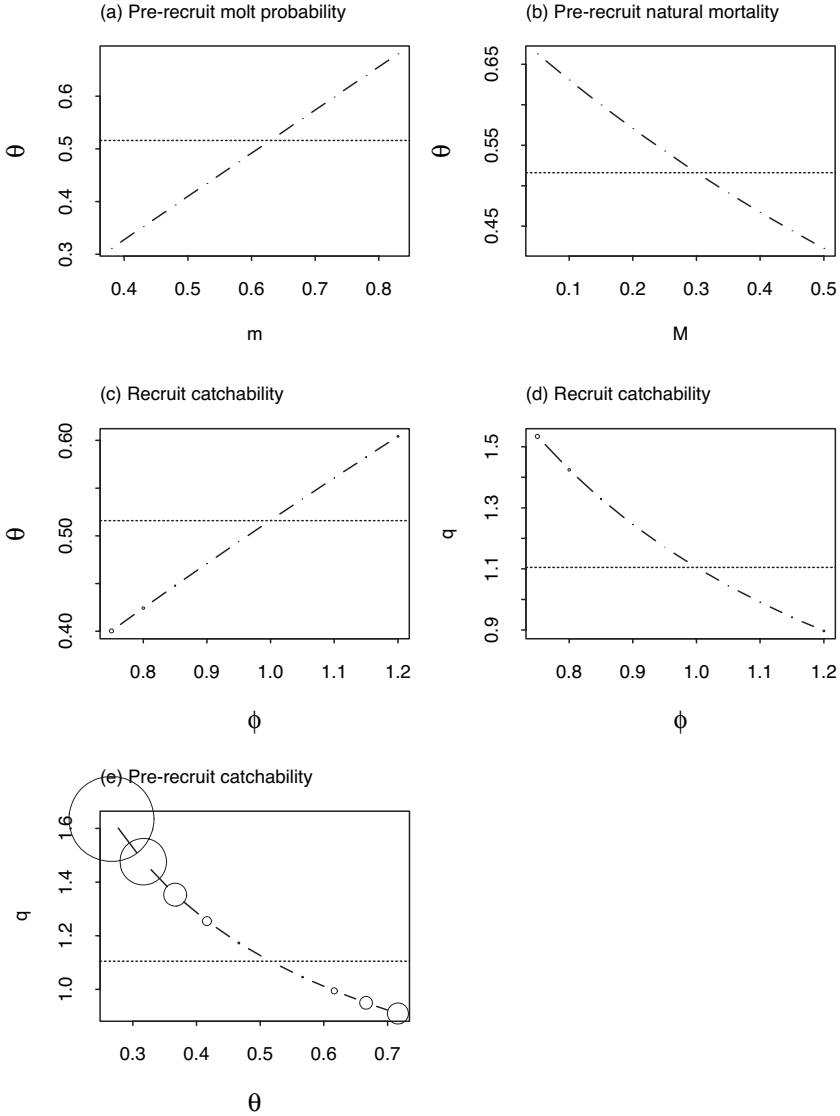 (a) Pre-recruit molt probability
θ
0.3 0.4 0.5 0.6
0.4 0.5 0.6 0.7 0.8
m
(b) Pre-recruit natural mortality
θ
0.45 0.55 0.65
0.1 0.2 0.3 0.4 0.5
M
(c) Recruit catchability
θ
0.40 0.50 0.60
0.8 0.9 1.0 1.1 1.2
ϕ
(d) Recruit catchability
q
0.9 1.1 1.3 1.5
0.8 0.9 1.0 1.1 1.2
ϕ
(e) Pre-recruit catchability
q
1.0 1.2 1.4 1.6
0.3 0.4 0.5 0.6 0.7
θ